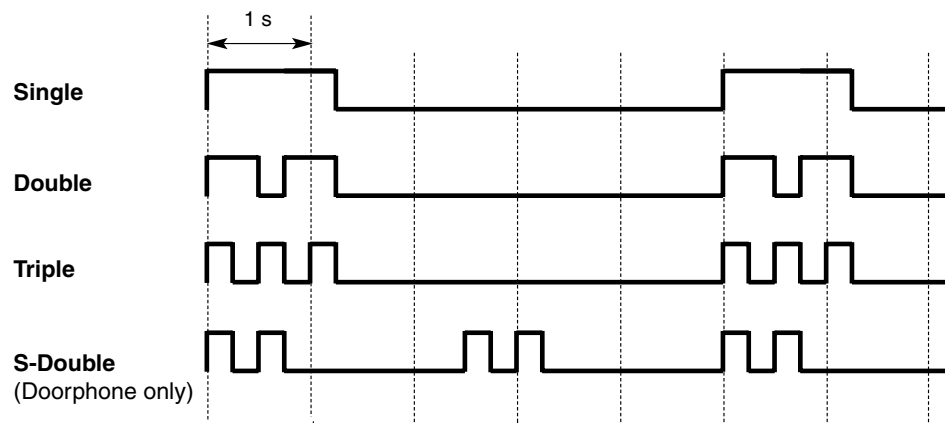 1 s
Single
Double
Triple
S-Double
(Doorphone only)